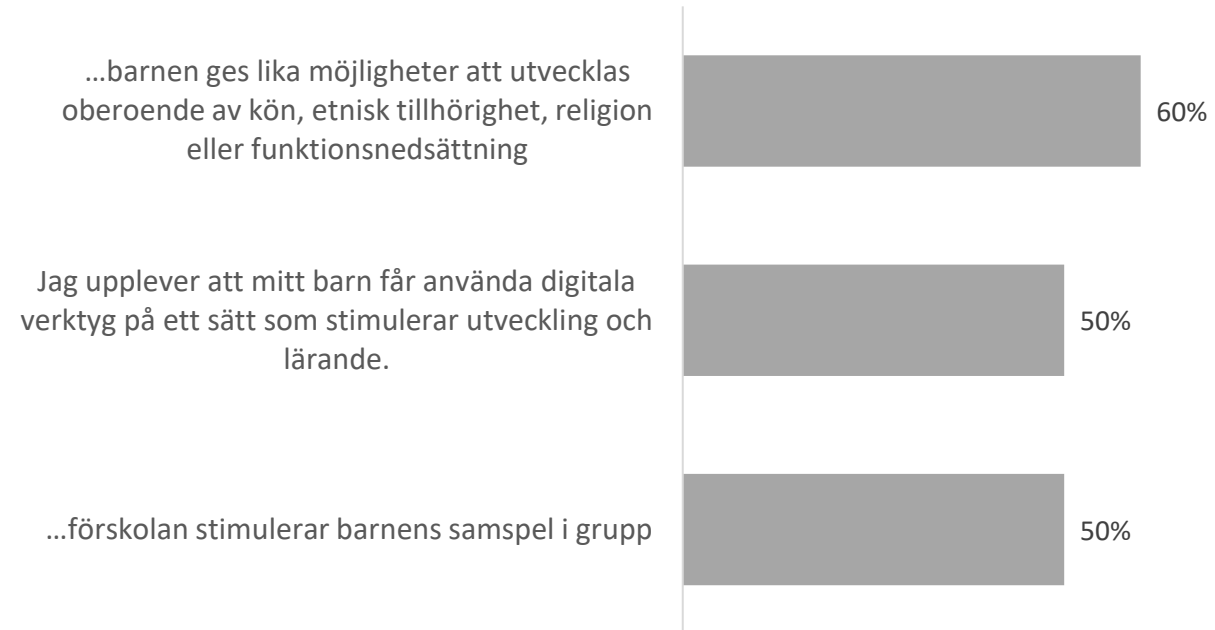 …barnen ges lika möjligheter att utvecklas
oberoende av kön, etnisk tillhörighet, religion
eller funktionsnedsättning
60%
Jag upplever att mitt barn får använda digitala
verktyg på ett sätt som stimulerar utveckling och
lärande.
50%
…förskolan stimulerar barnens samspel i grupp
50%